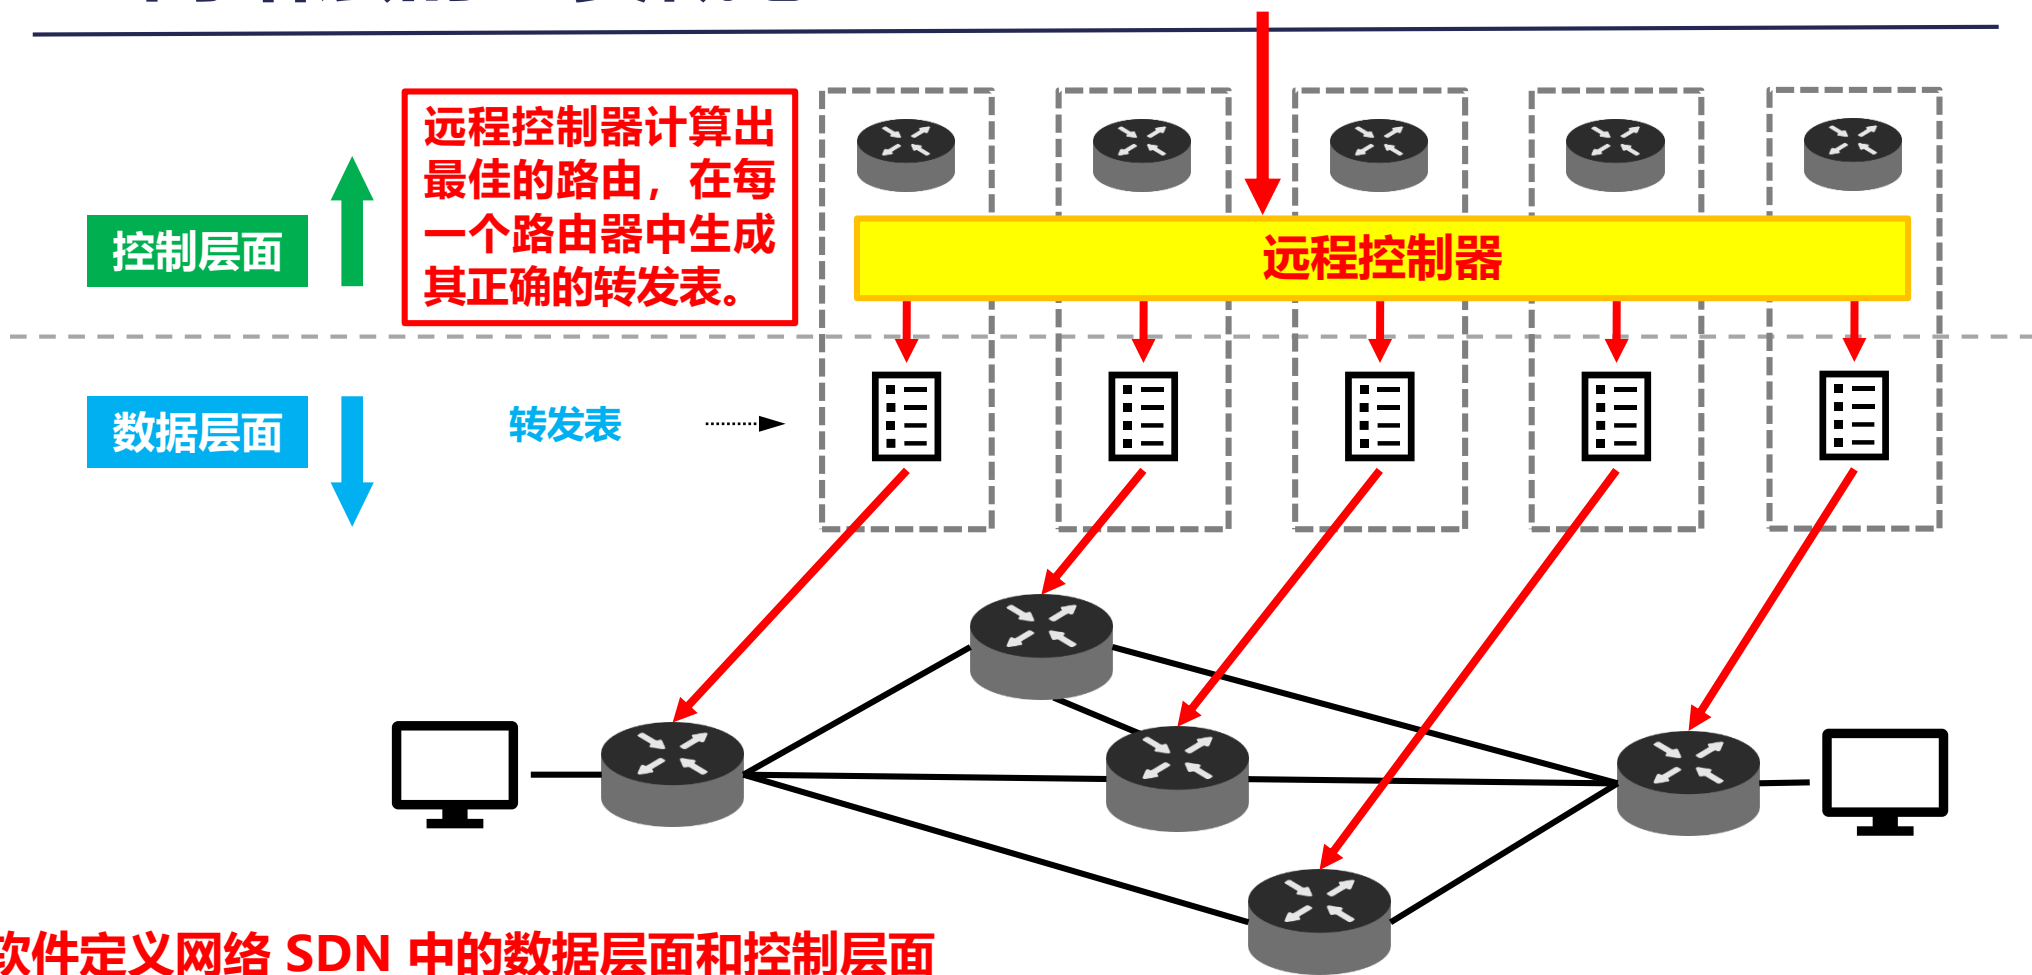 远程控制器计算出
最佳的路由，在每
一个路由器中生成
其正确的转发表。
控制层面
远程控制器
数据层面
转发表
软件定义网络 SDN 中的数据层面和控制层面